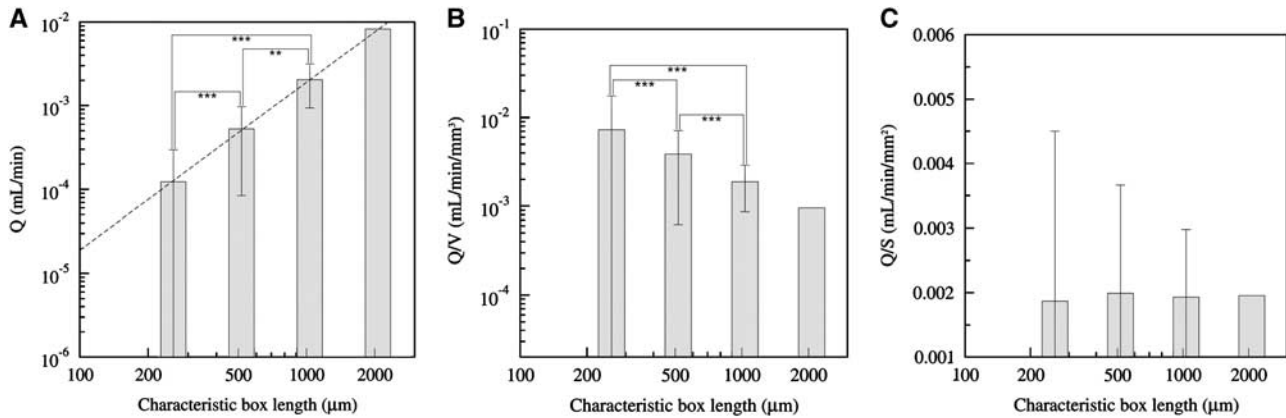 A
Q (mL/min)
10⁻²
10⁻³
10⁻⁴
10⁻⁵
10⁻⁶
***
**
***
100 200 500 1000 2000
Characteristic box length (µm)
B
Q/V (mL/min/mm³)
10⁻¹
10⁻²
10⁻³
10⁻⁴
***
***
***
100 200 500 1000 2000
Characteristic box length (µm)
C
Q/S (mL/min/mm²)
0.006
0.005
0.004
0.003
0.002
0.001
100 200 500 1000 2000
Characteristic box length (µm)